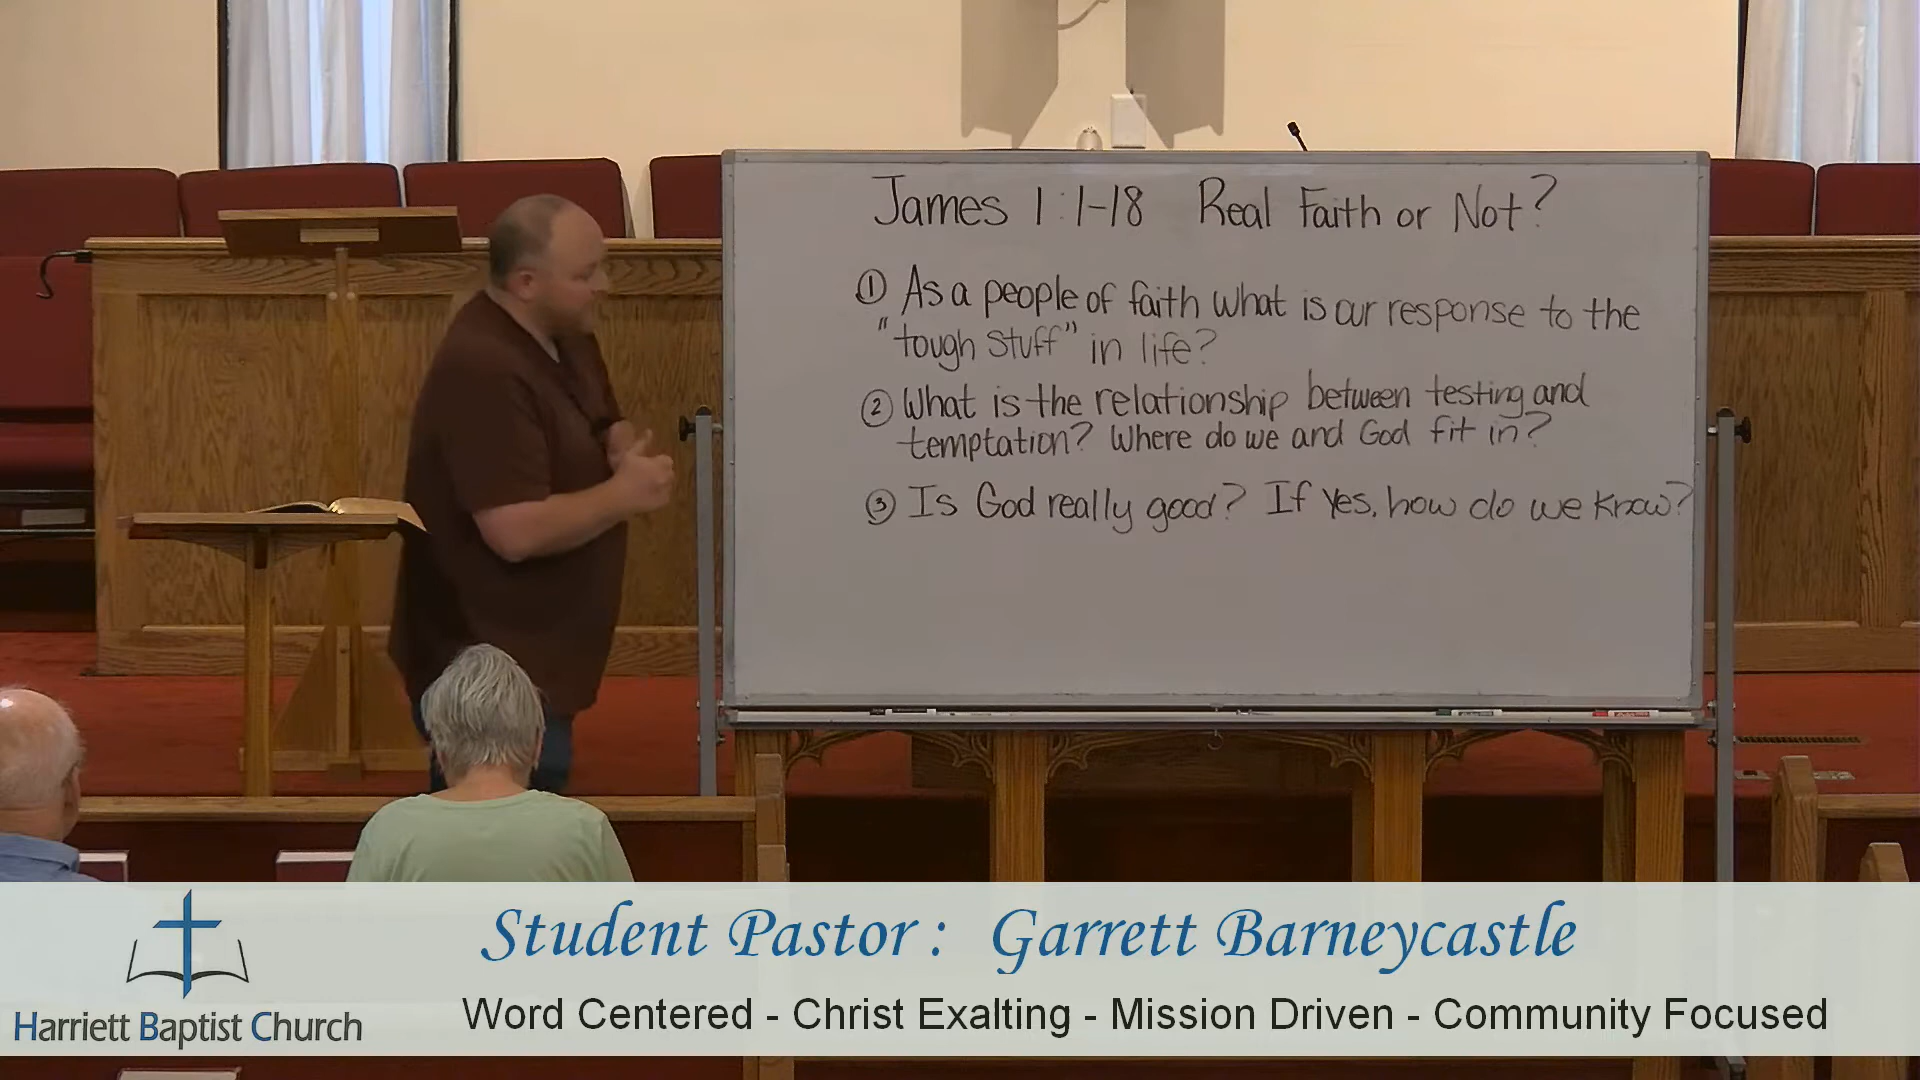 James 1:1-18 Real Faith or Not?
① As a people of faith what is our response to the
"tough stuff" in life?
② What is the relationship between testing and
temptation? Where do we and God fit in?
③ Is God really good? If yes, how do we know?
Student Pastor: Garrett Barneycastle
Word Centered - Christ Exalting - Mission Driven - Community Focused
Harriett Baptist Church